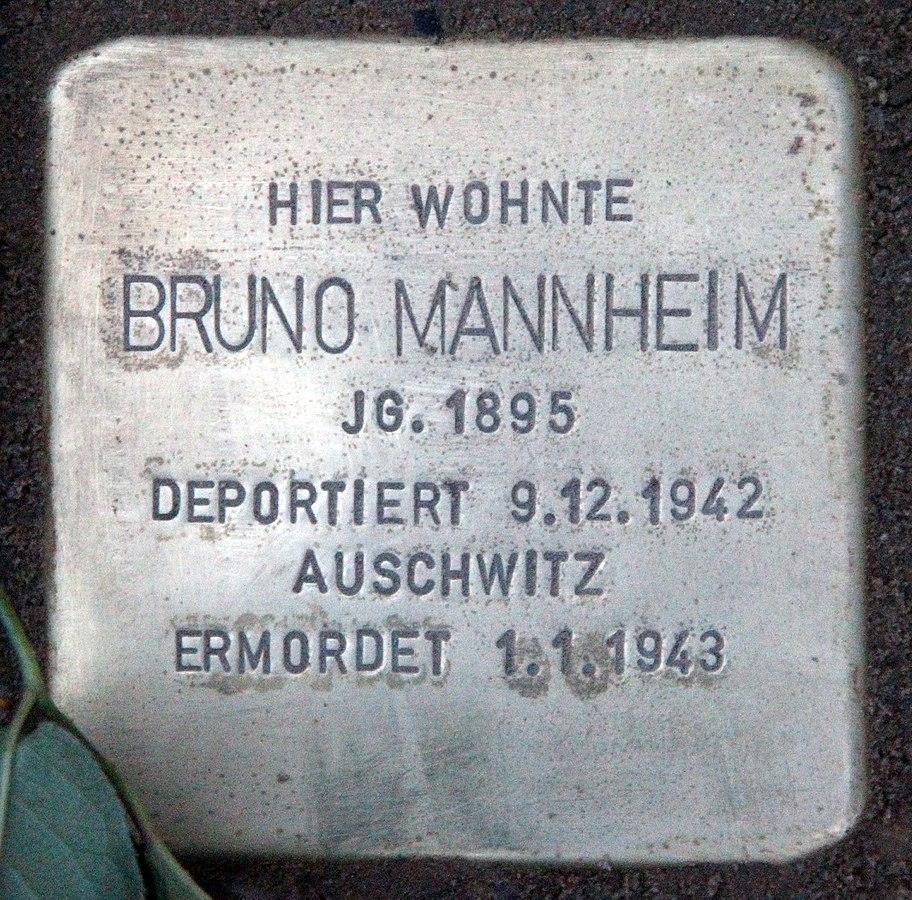 HIER WOHNTE
BRUNO MANNHEIM
JG. 1895
DEPORTIERT 9.12.1942
AUSCHWITZ
ERMORDET 1.1.1943